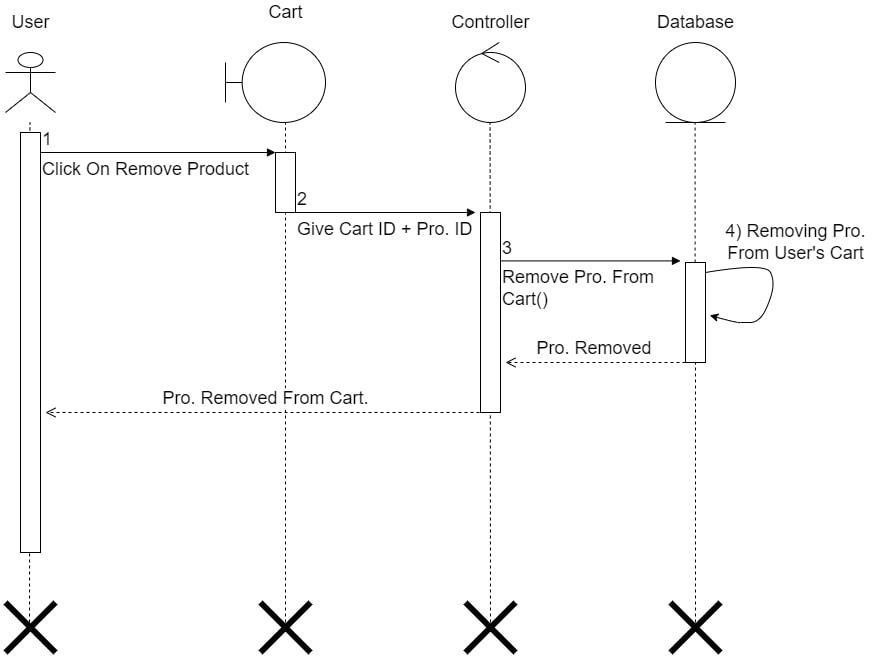 User
Cart
Controller
Database
1
Click On Remove Product
2
Give Cart ID + Pro. ID
3
Remove Pro. From
Cart()
4) Removing Pro.
From User's Cart
Pro. Removed
Pro. Removed From Cart.